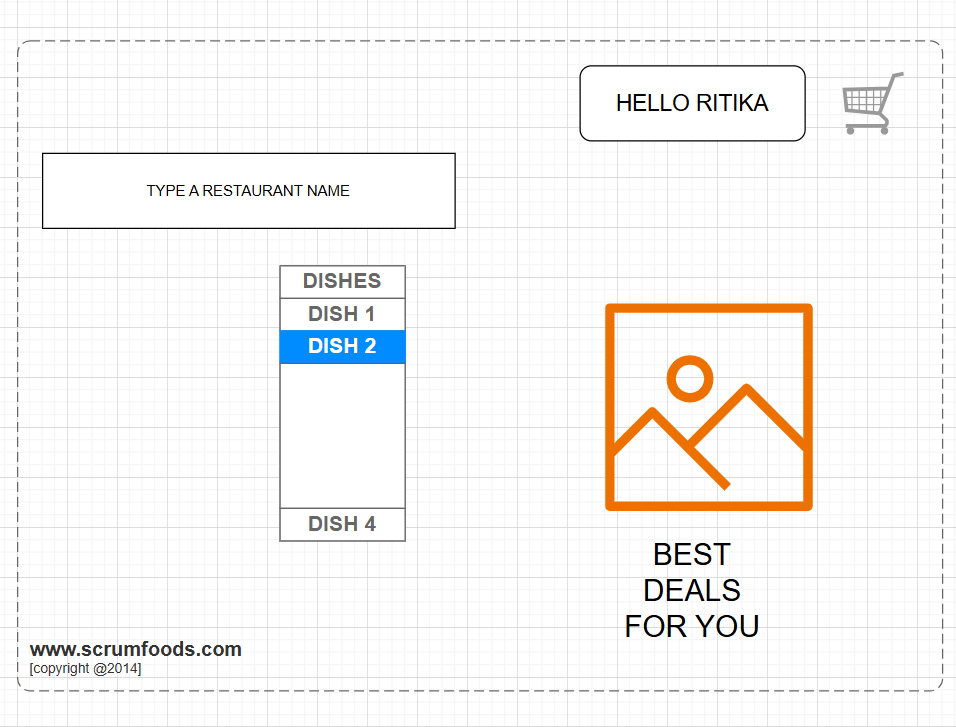 HELLO RITIKA
TYPE A RESTAURANT NAME
DISHES
DISH 1
DISH 2
DISH 4
BEST
DEALS
FOR YOU
www.scrumfoods.com
[copyright @2014]